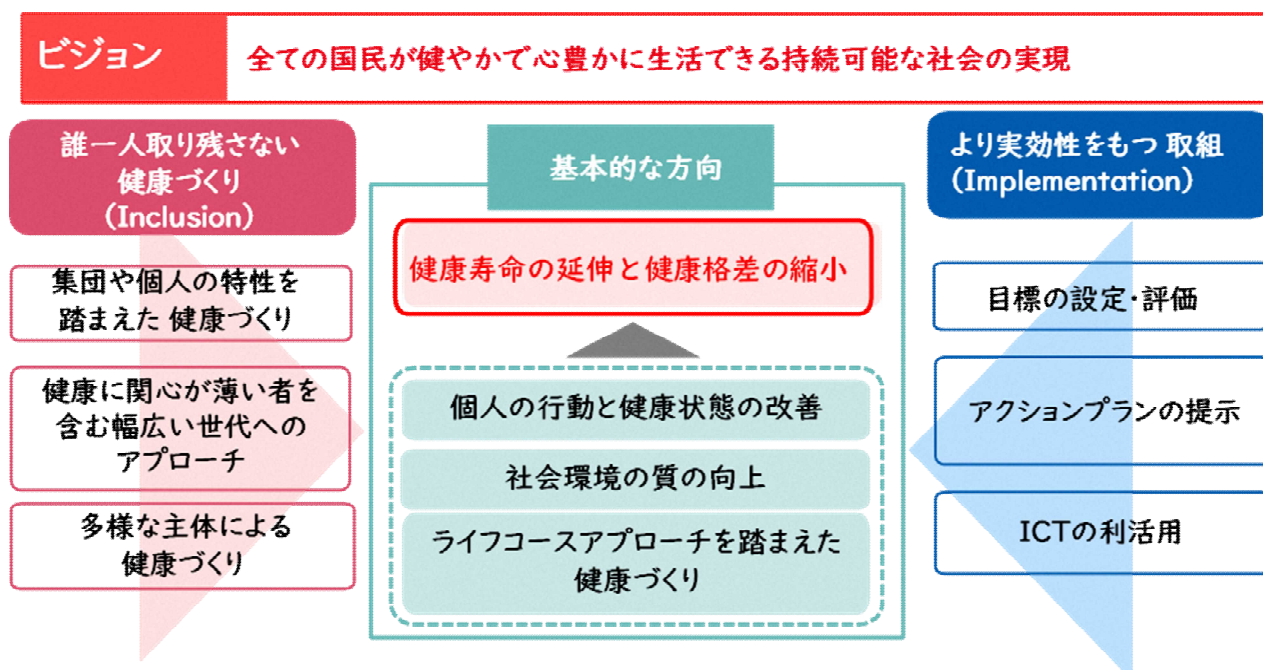 ビジョン
全ての国民が健やかで心豊かに生活できる持続可能な社会の実現
誰一人取り残さない
健康づくり
(Inclusion)
集団や個人の特性を
踏まえた 健康づくり
健康に関心が薄い者を
含む幅広い世代への
アプローチ
多様な主体による
健康づくり
基本的な方向
健康寿命の延伸と健康格差の縮小
個人の行動と健康状態の改善
社会環境の質の向上
ライフコースアプローチを踏まえた
健康づくり
より実効性をもつ 取組
(Implementation)
目標の設定・評価
アクションプランの提示
ICTの利活用